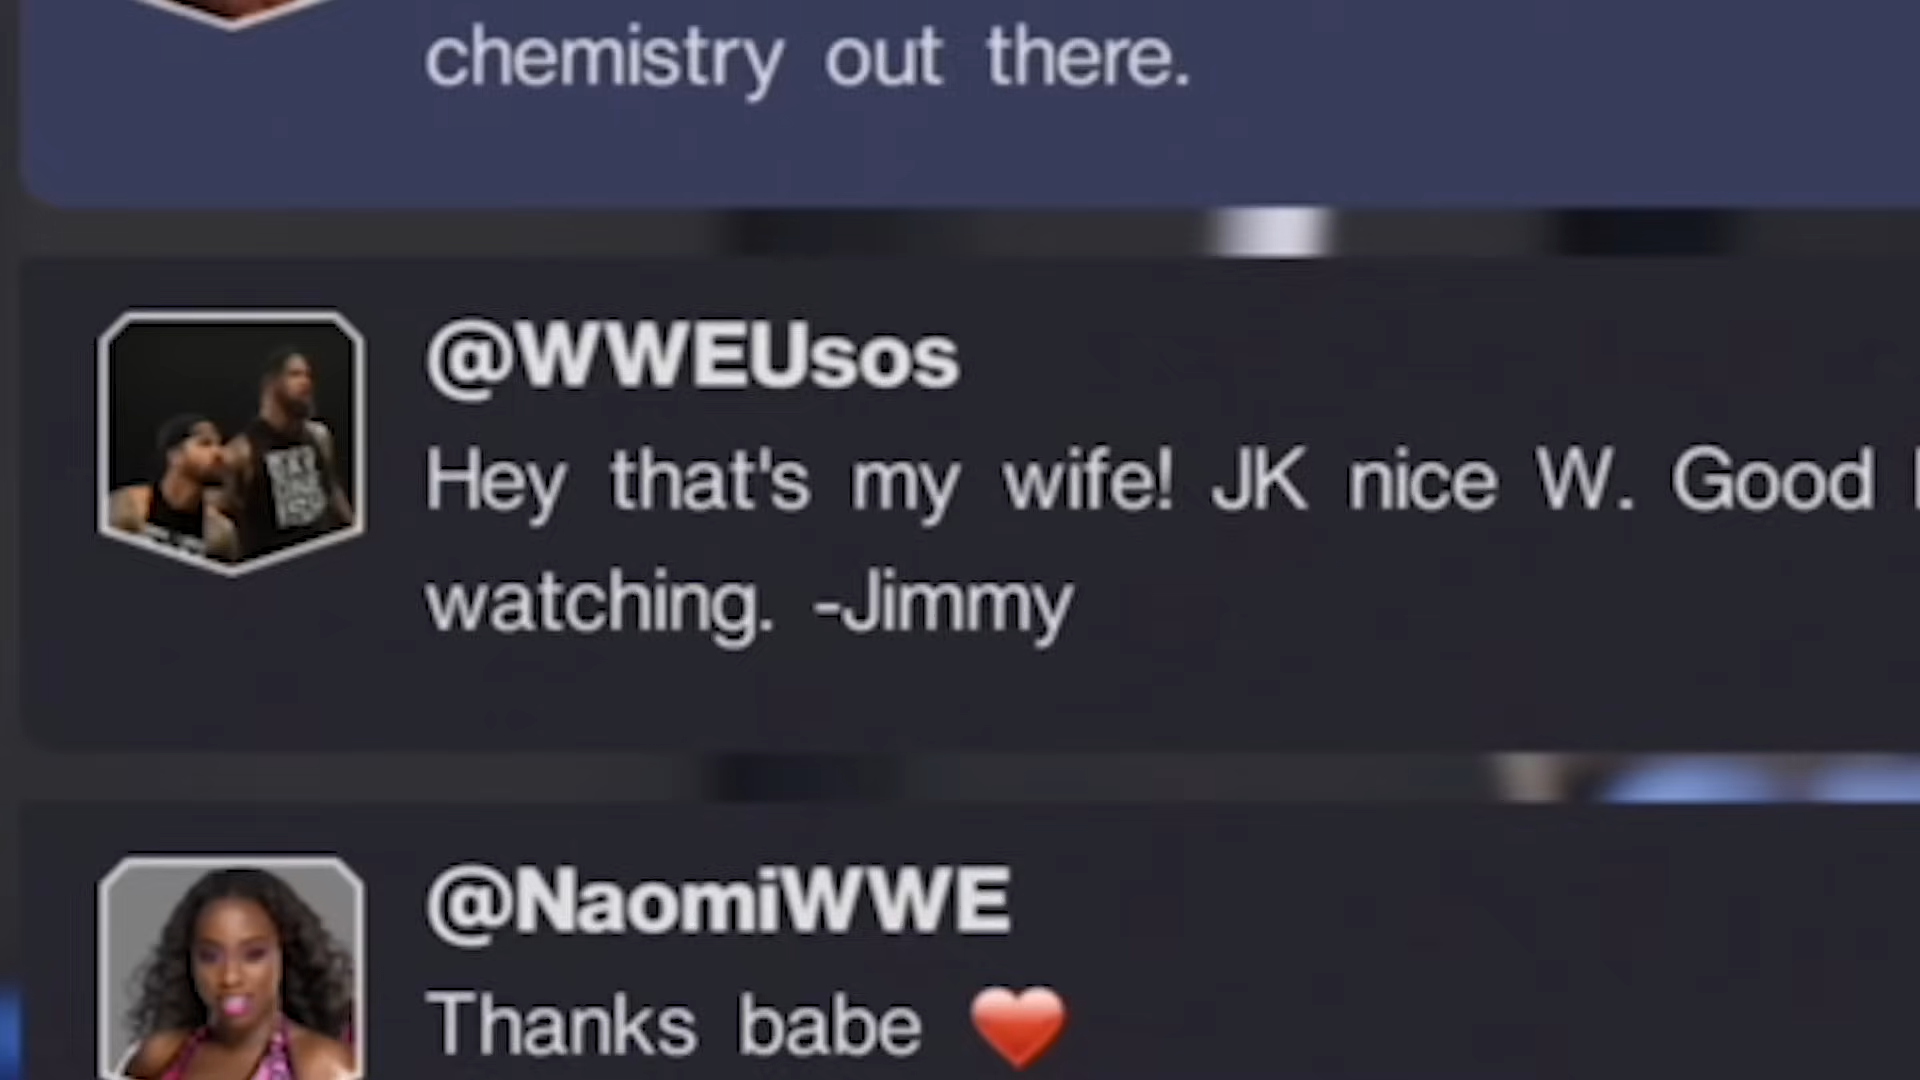 chemistry out there.
@WWEUsos
Hey that's my wife! JK nice W. Good
watching. -Jimmy
@NaomiWWE
Thanks babe ❤️